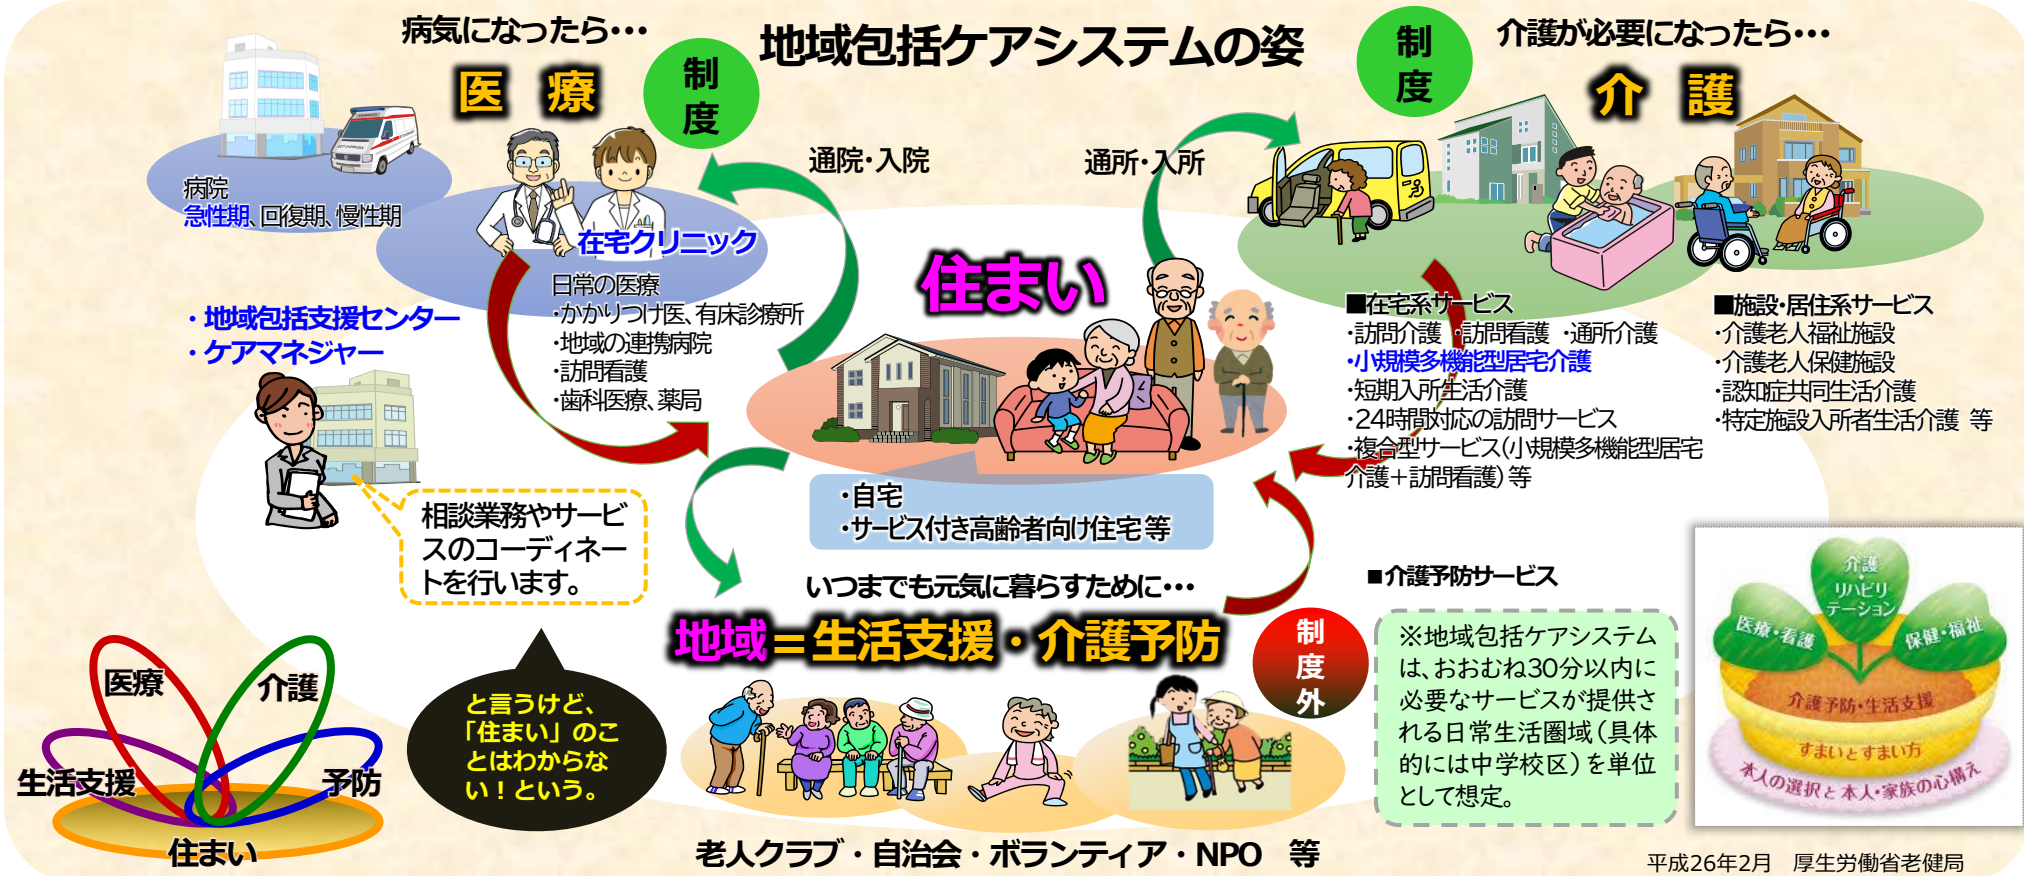 地域包括ケアシステムの姿
病気になったら･･･
医　療
制
度
病院
急性期、回復期、慢性期
在宅クリニック
日常の医療
･かかりつけ医、有床診療所
･地域の連携病院
･訪問看護
･歯科医療、薬局
通院･入院
通所･入所
制
度
介護が必要になったら･･･
介　護
■在宅系サービス
･訪問介護 ･訪問看護 ･通所介護
･小規模多機能型居宅介護
･短期入所生活介護
･24時間対応の訪問サービス
･複合型サービス(小規模多機能型居宅
介護＋訪問看護) 等
■施設･居住系サービス
･介護老人福祉施設
･介護老人保健施設
･認知症共同生活介護
･特定施設入所者生活介護 等
・地域包括支援センター
・ケアマネジャー
相談業務やサービ
スのコーディネー
トを行います。
住まい
･自宅
･サービス付き高齢者向け住宅 等
いつまでも元気に暮らすために･･･
地域＝生活支援・介護予防
制
度
外
■介護予防サービス
※地域包括ケアシステム
は、おおむね30分以内に
必要なサービスが提供さ
れる日常生活圏域(具体
的には中学校区)を単位
として想定。
医療
介護
生活支援
予防
住まい
と言うけど、
「住まい」のこ
とはわからな
い！という。
老人クラブ・自治会・ボランティア・NPO　等
介護
・
リハビリ
テーション
医療･看護
保健･福祉
介護予防･生活支援
すまいとすまい方
本人の選択と本人･家族の心構え
平成26年2月　厚生労働省老健局